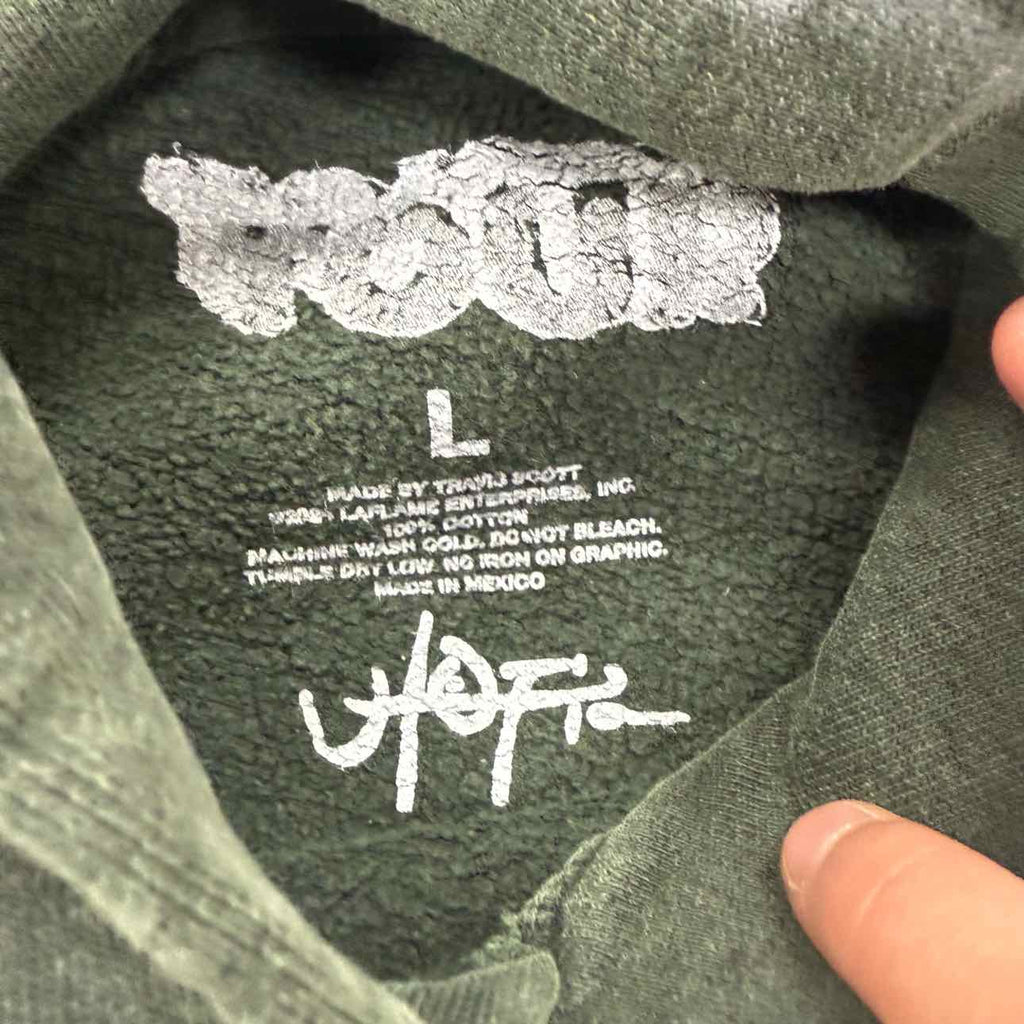 L
MADE BY TRAVIS SCOTT
LAFLAME ENTERPRISES, INC.
100% COTTON
MACHINE WASH COLD. DO NOT BLEACH.
TUMBLE DRY LOW. NO IRON ON GRAPHIC.
MADE IN MEXICO
UTOPIA